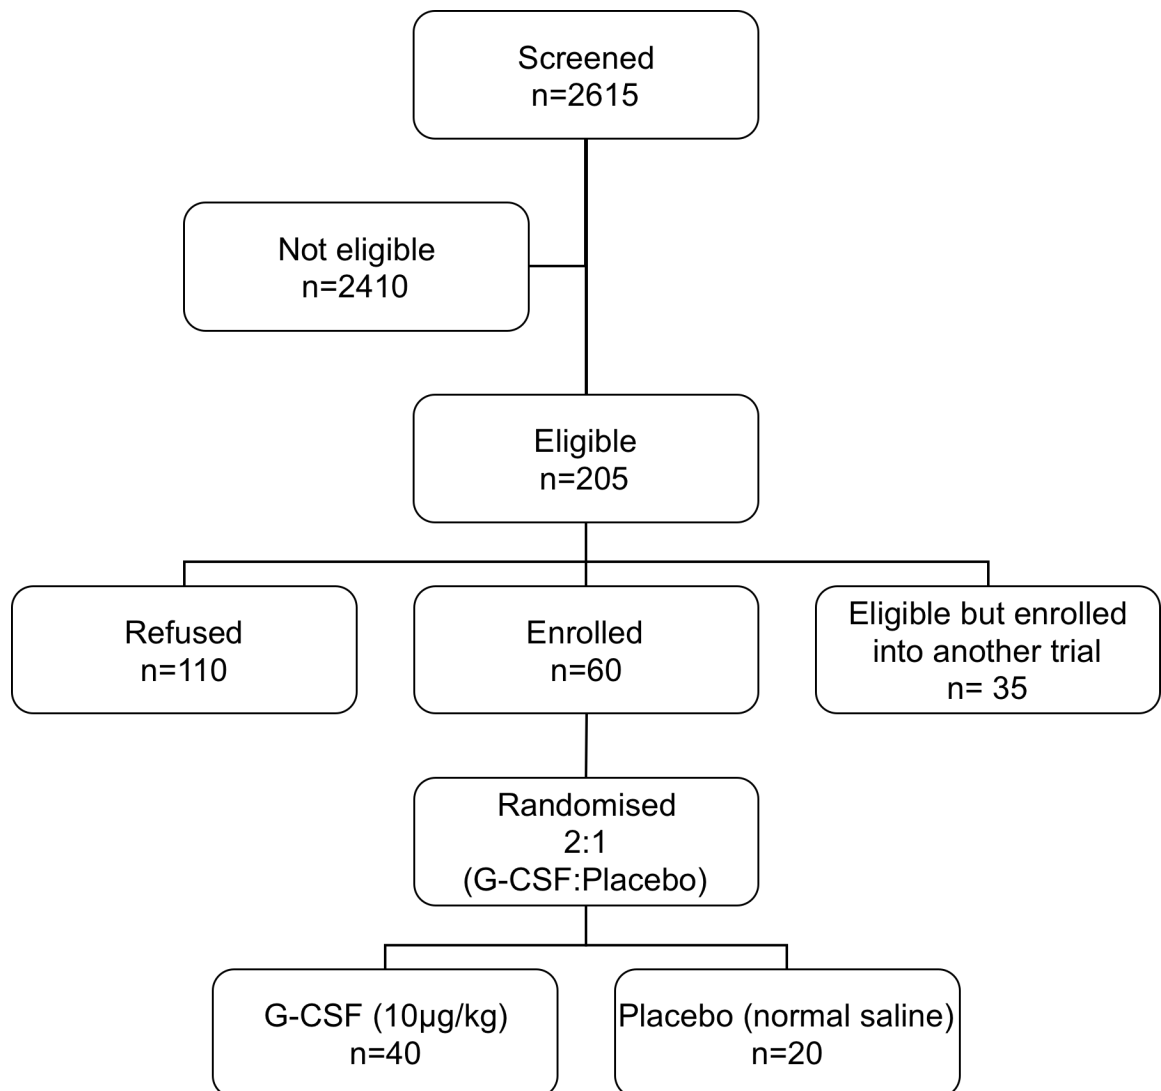 Screened
n=2615
Not eligible
n=2410
Eligible
n=205
Refused
n=110
Enrolled
n=60
Eligible but enrolled
into another trial
n= 35
Randomised
2:1
(G-CSF:Placebo)
G-CSF (10µg/kg)
n=40
Placebo (normal saline)
n=20